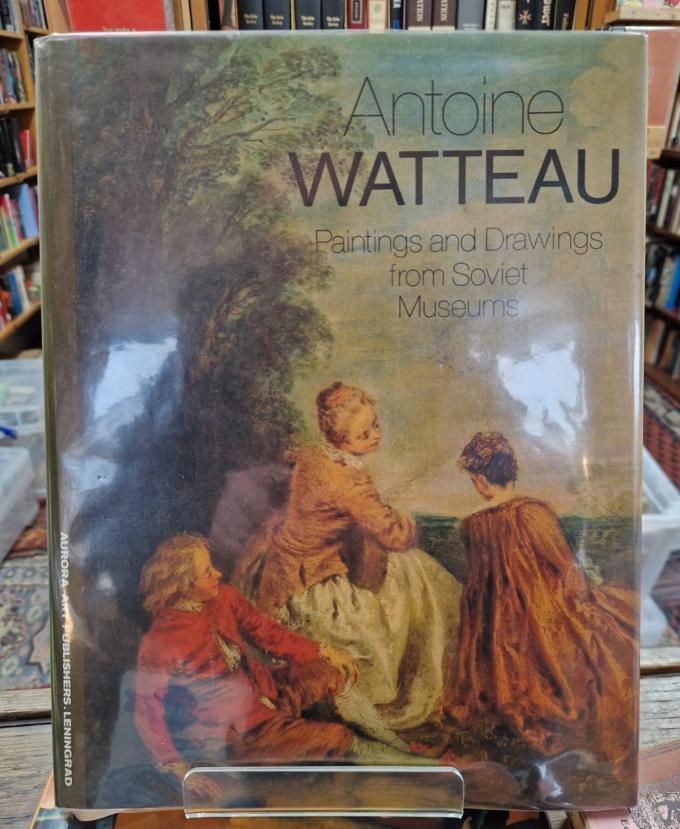 Antoine
WATTEAU
Paintings and Drawings
from Soviet
Museums
AURORA ART PUBLISHERS. LENINGRAD